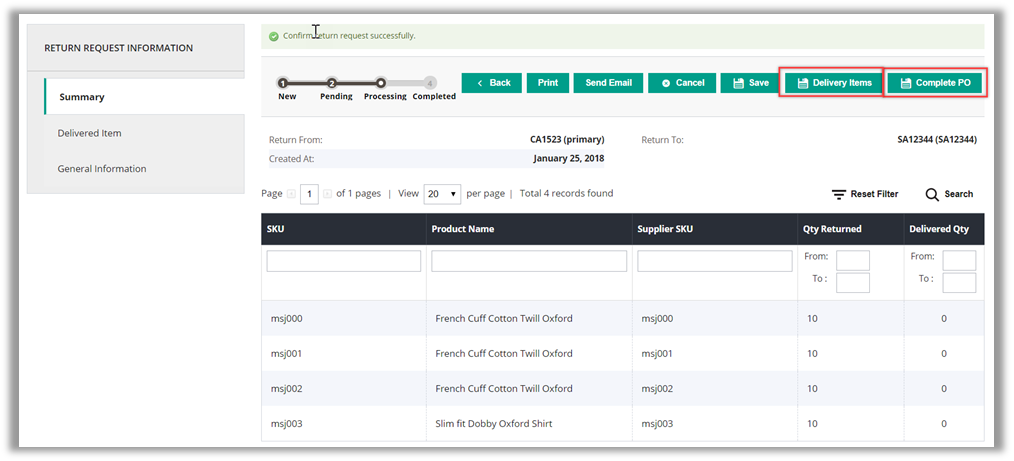 RETURN REQUEST INFORMATION
Summary
Delivered Item
General Information
Confirm return request successfully.
1 2 3 4
New Pending Processing Completed
Back Print Send Email Cancel Save Delivery Items Complete PO
Return From: CA1523 (primary) Return To: SA12344 (SA12344)
Created At: January 25, 2018
Page 1 of 1 pages | View 20 per page | Total 4 records found Reset Filter Search
SKU Product Name Supplier SKU Qty Returned Delivered Qty
From: From:
To : To :
msj000 French Cuff Cotton Twill Oxford msj000 10 0
msj001 French Cuff Cotton Twill Oxford msj001 10 0
msj002 French Cuff Cotton Twill Oxford msj002 10 0
msj003 Slim fit Dobby Oxford Shirt msj003 10 0